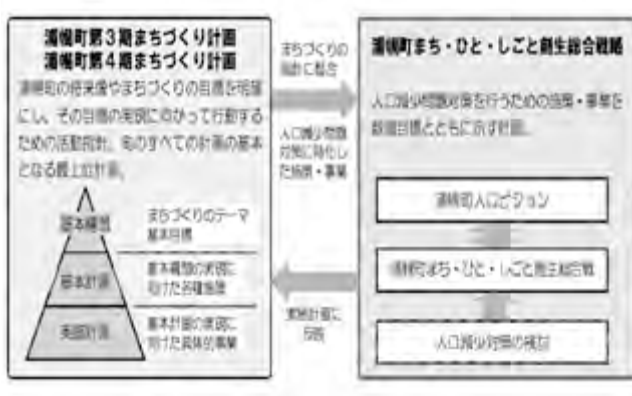 浦幌町第3期まちづくり計画
浦幌町第4期まちづくり計画
浦幌町の将来像やまちづくりの目標を明確
にし、その目標の実現に向かって行動する
ための活動指針。町のすべての計画の基本
となる最上位計画。
基本構想
まちづくりのテーマ
基本目標
基本計画
基本構想の実現に
向けた各種施策
実施計画
基本計画の実現に
向けた具体的事業
まちづくりの
指針に整合
人口減少問題
対策に特化し
た施策・事業
実施計画に
反映
浦幌町まち・ひと・しごと創生総合戦略
人口減少問題対策を行うための施策・事業を
数値目標とともに示す計画。
浦幌町人口ビジョン
浦幌町まち・ひと・しごと創生総合戦
人口減少対策の検討